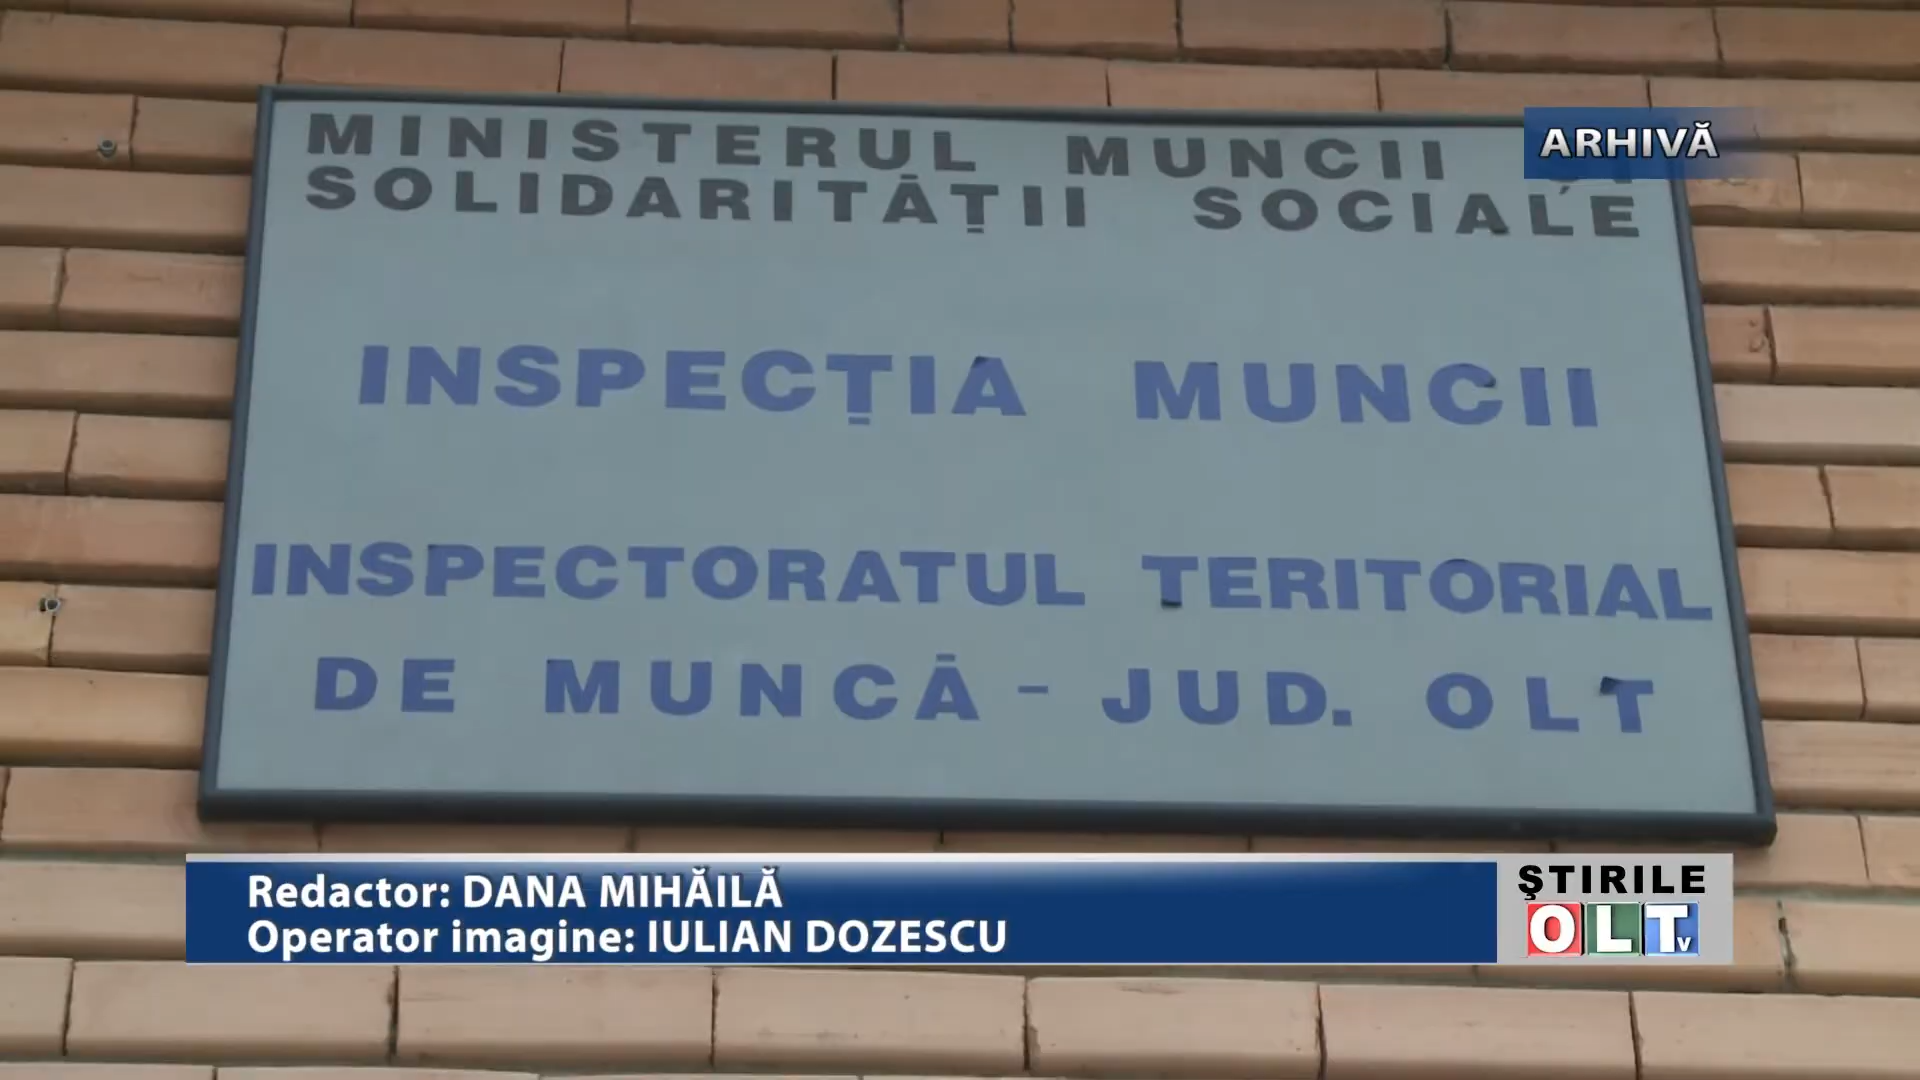 ARHIVĂ
MINISTERUL MUNCII
SOLIDARITĂȚII SOCIALE
INSPECȚIA MUNCII
INSPECTORATUL TERITORIAL
DE MUNCĂ - JUD. OLT
Redactor: DANA MIHĂILĂ
Operator imagine: IULIAN DOZESCU
ȘTIRILE
OLTv